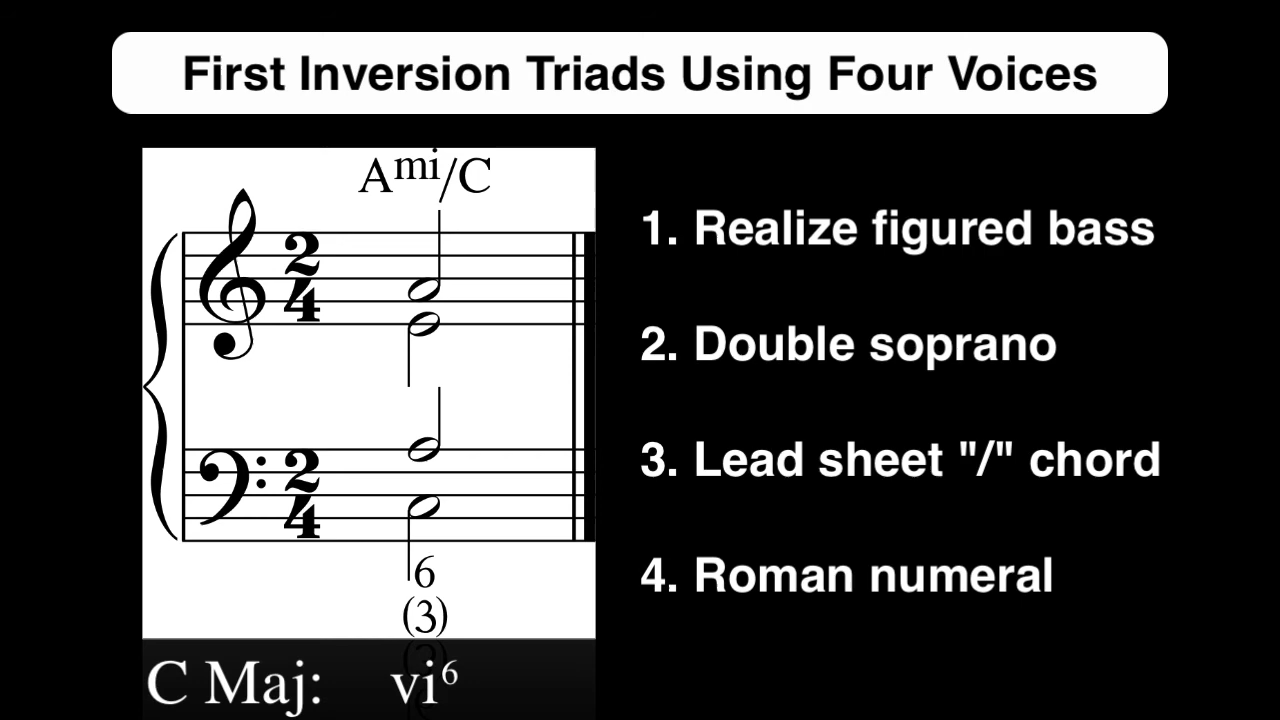 First Inversion Triads Using Four Voices
Ami/C
2
4
2
4
6
(3)
C Maj: vi6
1. Realize figured bass
2. Double soprano
3. Lead sheet "/" chord
4. Roman numeral